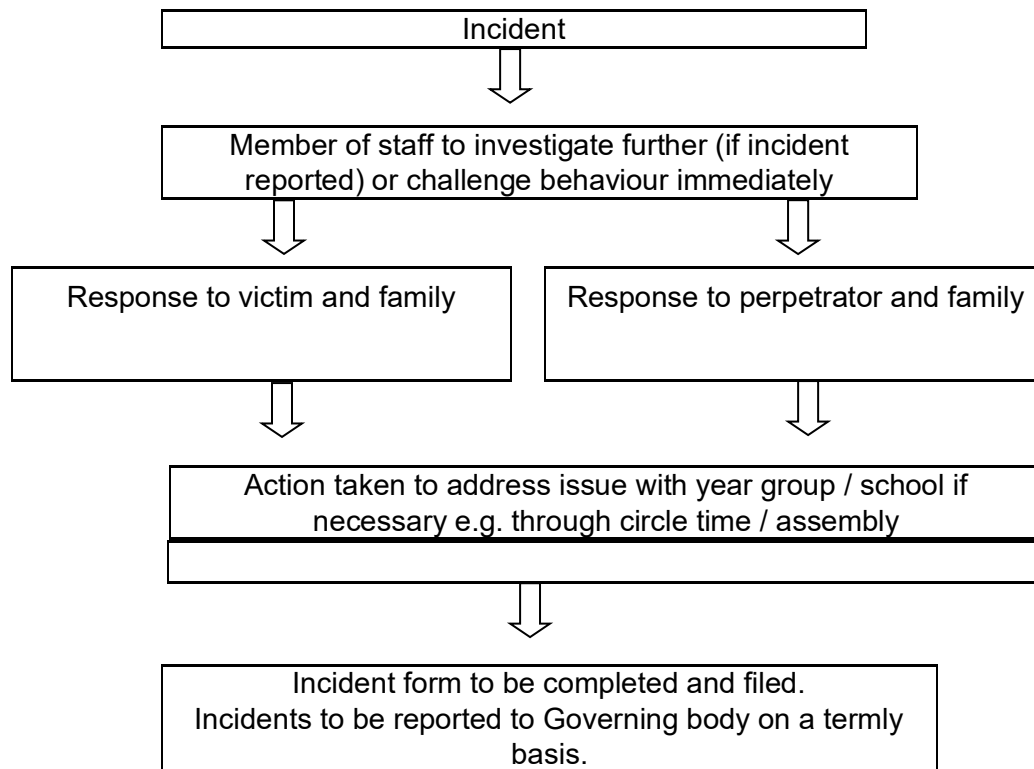 Incident
Member of staff to investigate further (if incident
reported) or challenge behaviour immediately
Response to victim and family
Response to perpetrator and family
Action taken to address issue with year group / school if
necessary e.g. through circle time / assembly
Incident form to be completed and filed.
Incidents to be reported to Governing body on a termly
basis.